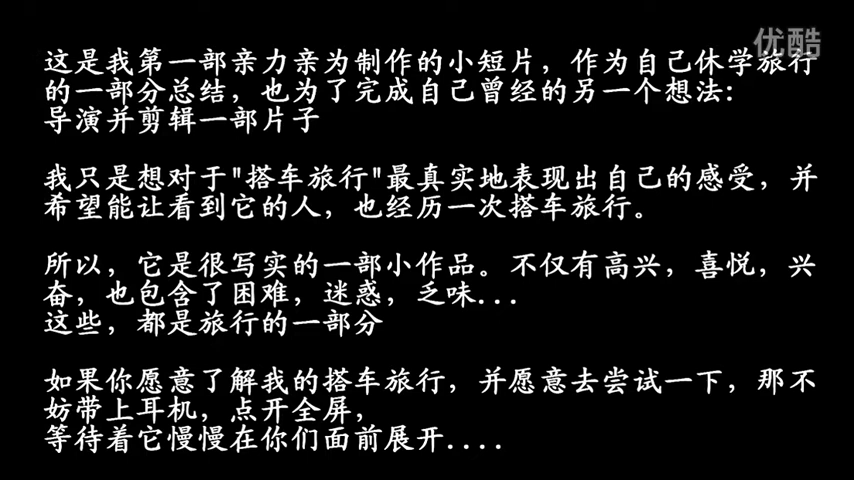 优酷
这是我第一部亲力亲为制作的小短片，作为自己休学旅行
的一部分总结，也为了完成自己曾经的另一个想法：
导演并剪辑一部片子
我只是想对于"搭车旅行"最真实地表现出自己的感受，并
希望能让看到它的人，也经历一次搭车旅行。
所以，它是很写实的一部小作品。不仅有高兴，喜悦，兴
奋，也包含了困难，迷惑，乏味...
这些，都是旅行的一部分
如果你愿意了解我的搭车旅行，并愿意去尝试一下，那不
妨带上耳机，点开全屏，
等待着它慢慢在你们面前展开....